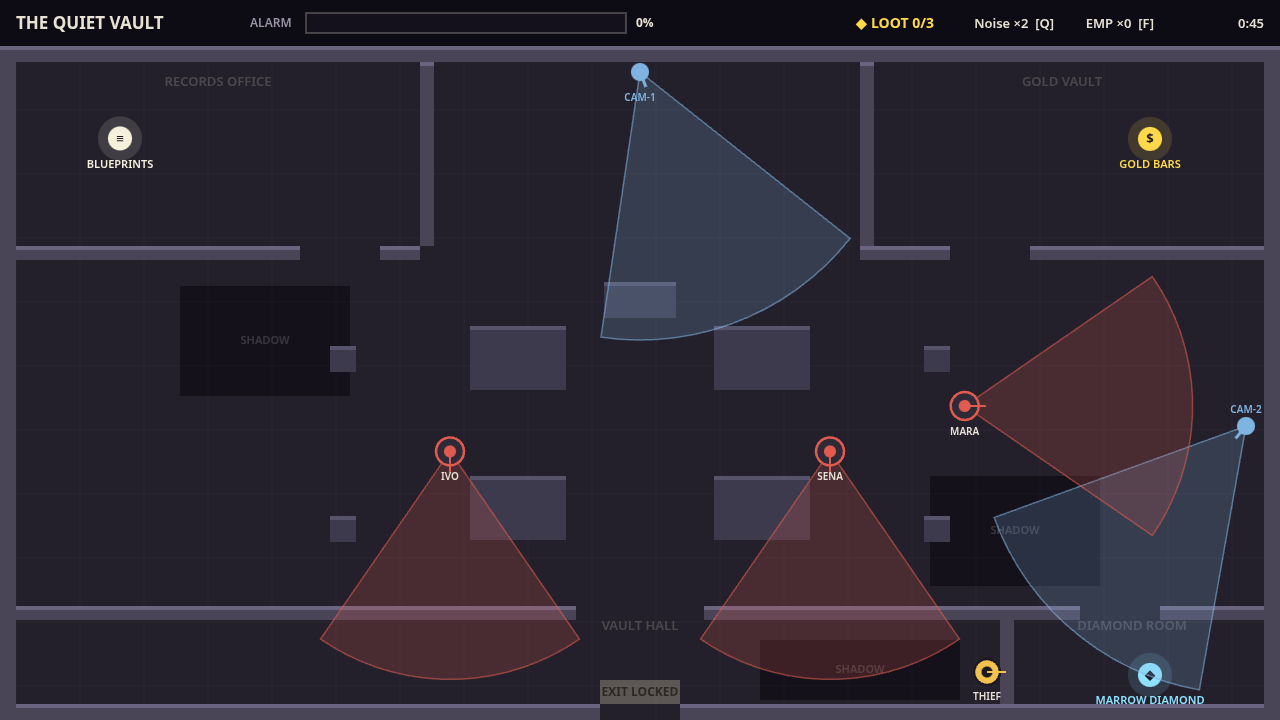 THE QUIET VAULT
ALARM
0%
◆ LOOT 0/3
Noise ×2 [Q]
EMP ×0 [F]
0:45
RECORDS OFFICE
GOLD VAULT
CAM-1
≡
$
BLUEPRINTS
GOLD BARS
SHADOW
CAM-2
MARA
IVO
SENA
SHADOW
VAULT HALL
DIAMOND ROOM
SHADOW
EXIT LOCKED
THIEF
MARROW DIAMOND